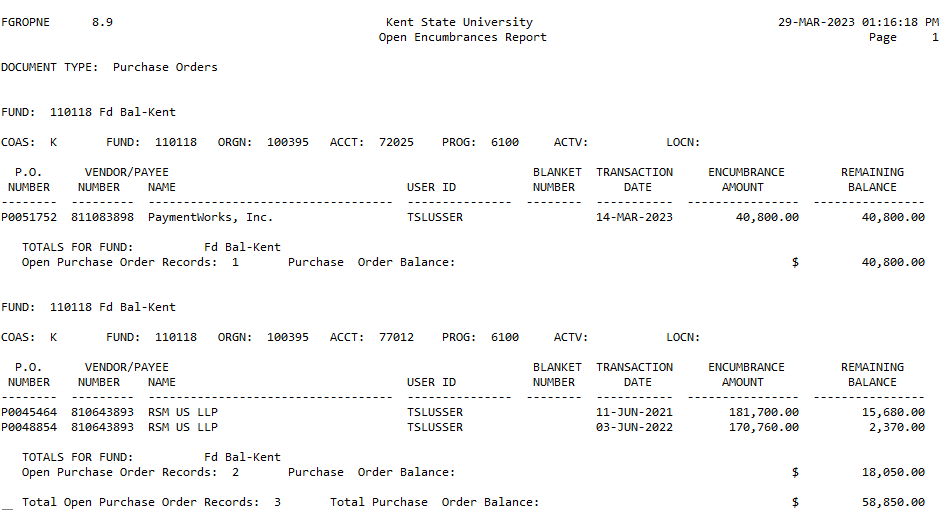 FGROPNE      8.9                                       Kent State University                                   29-MAR-2023 01:16:18 PM
Open Encumbrances Report                                              Page     1
DOCUMENT TYPE:  Purchase Orders
FUND:  110118 Fd Bal-Kent
COAS:  K       FUND:  110118   ORGN:  100395   ACCT:  72025    PROG:  6100     ACTV:           LOCN:
P.O.      VENDOR/PAYEE                                                    BLANKET  TRANSACTION     ENCUMBRANCE        REMAINING
NUMBER    NUMBER    NAME                                 USER ID           NUMBER      DATE          AMOUNT            BALANCE
-------- ---------  ----------------------------------- --------------- -------- -----------  ---------------- ----------------
P0051752  811083898  PaymentWorks, Inc.                   TSLUSSER                   14-MAR-2023         40,800.00         40,800.00
TOTALS FOR FUND:          Fd Bal-Kent
Open Purchase Order Records:  1       Purchase  Order Balance:                                                $         40,800.00
FUND:  110118 Fd Bal-Kent
COAS:  K       FUND:  110118   ORGN:  100395   ACCT:  77012    PROG:  6100     ACTV:           LOCN:
P.O.      VENDOR/PAYEE                                                    BLANKET  TRANSACTION     ENCUMBRANCE        REMAINING
NUMBER    NUMBER    NAME                                 USER ID           NUMBER      DATE          AMOUNT            BALANCE
-------- ---------  ----------------------------------- --------------- -------- -----------  ---------------- ----------------
P0045464  810643893  RSM US LLP                           TSLUSSER                   11-JUN-2021        181,700.00         15,680.00
P0048854  810643893  RSM US LLP                           TSLUSSER                   03-JUN-2022        170,760.00          2,370.00
TOTALS FOR FUND:          Fd Bal-Kent
Open Purchase Order Records:  2       Purchase  Order Balance:                                                $         18,050.00
_ Total Open Purchase Order Records:  3       Total Purchase  Order Balance:                                    $         58,850.00